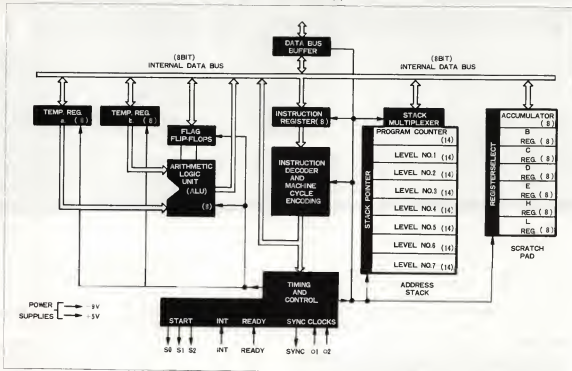 DATA BUS
BUFFER
(8BIT)
INTERNAL DATA BUS
(8BIT)
INTERNAL DATA BUS
TEMP. REG.
a. (8)
TEMP. REG.
b. (8)
FLAG
FLIP-FLOPS
ARITHMETIC
LOGIC
UNIT
(ALU)
(8)
INSTRUCTION
REGISTER(8)
INSTRUCTION
DECODER
AND
MACHINE
CYCLE
ENCODING
STACK
MULTIPLEXER
STACK POINTER
PROGRAM COUNTER
(14)
LEVEL NO.1 (14)
LEVEL NO.2 (14)
LEVEL NO.3 (14)
LEVEL NO.4 (14)
LEVEL NO.5 (14)
LEVEL NO.6 (14)
LEVEL NO.7 (14)
ADDRESS
STACK
REGISTERSELECT
ACCUMULATOR
(8)
B
REG. (8)
C
REG. (8)
D
REG. (8)
E
REG. (8)
H
REG. (8)
L
REG. (8)
SCRATCH
PAD
TIMING
AND
CONTROL
START INT READY SYNC CLOCKS
S0 S1 S2 INT READY SYNC 01 02
POWER
SUPPLIES
- 9V
- 5V